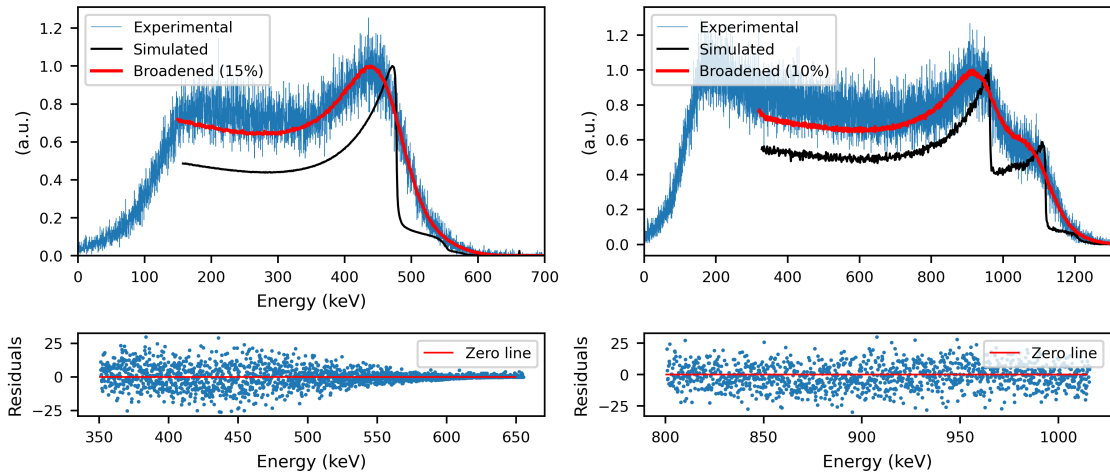 1.2
1.0
0.8
0.6
0.4
0.2
0.0
(a.u.)
Experimental
Simulated
Broadened (15%)
0 100 200 300 400 500 600 700
Energy (keV)
1.2
1.0
0.8
0.6
0.4
0.2
0.0
(a.u.)
Experimental
Simulated
Broadened (10%)
0 200 400 600 800 1000 1200
Energy (keV)
25
0
−25
Residuals
Zero line
350 400 450 500 550 600 650
Energy (keV)
25
0
−25
Residuals
Zero line
800 850 900 950 1000
Energy (keV)